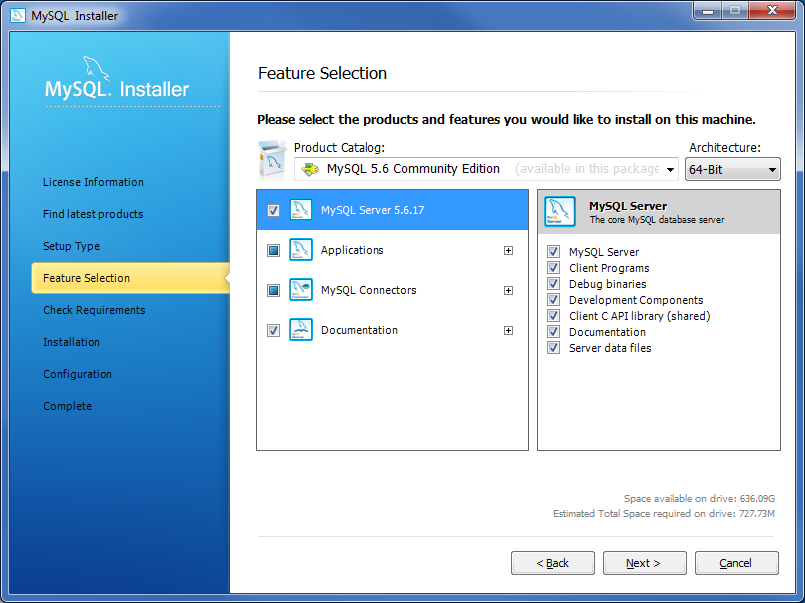 MySQL Installer
MySQL. Installer
License Information
Find latest products
Setup Type
Feature Selection
Check Requirements
Installation
Configuration
Complete
Feature Selection
Please select the products and features you would like to install on this machine.
Product Catalog:
MySQL 5.6 Community Edition (available in this package
Architecture:
64-Bit
MySQL Server 5.6.17
Applications
MySQL Connectors
Documentation
MySQL Server
The core MySQL database server
MySQL Server
Client Programs
Debug binaries
Development Components
Client C API library (shared)
Documentation
Server data files
Space available on drive: 636.09G
Estimated Total Space required on drive: 727.73M
< Back
Next >
Cancel